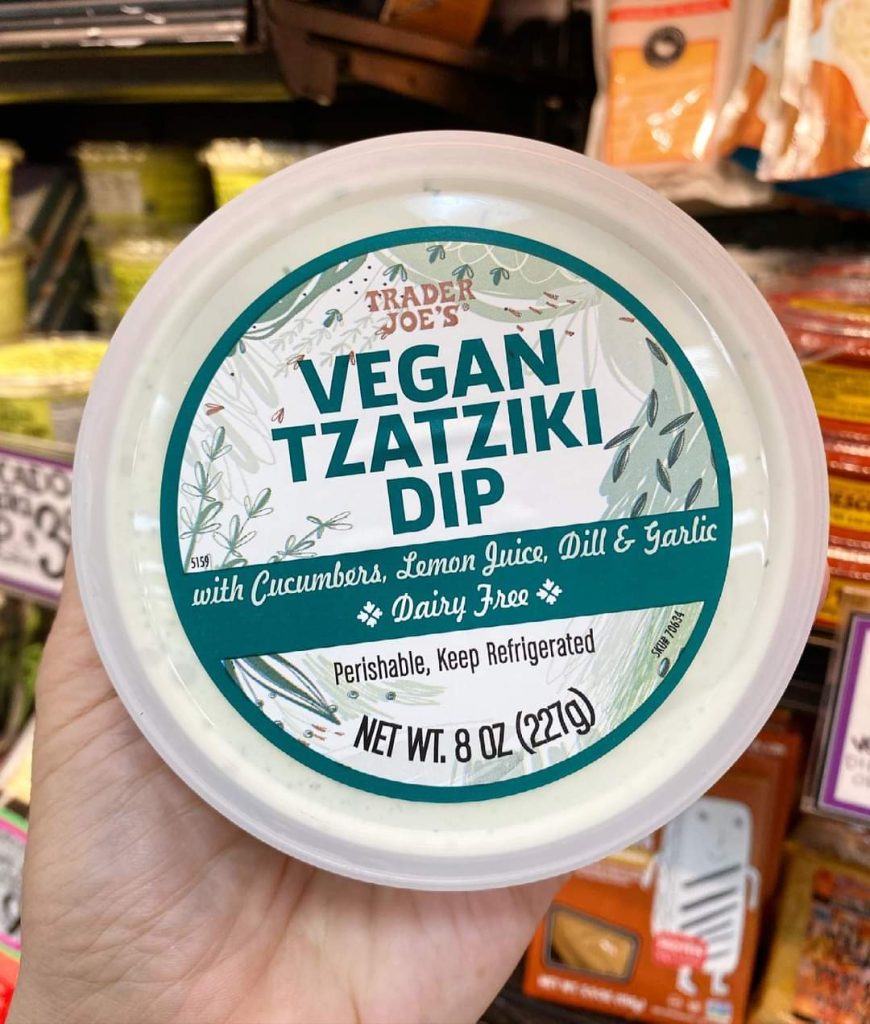 TRADER
JOE'S®
VEGAN
TZATZIKI
DIP
5159
with Cucumbers, Lemon Juice, Dill & Garlic
Dairy Free
SKU# 70634
Perishable, Keep Refrigerated
NET WT. 8 OZ (227g)